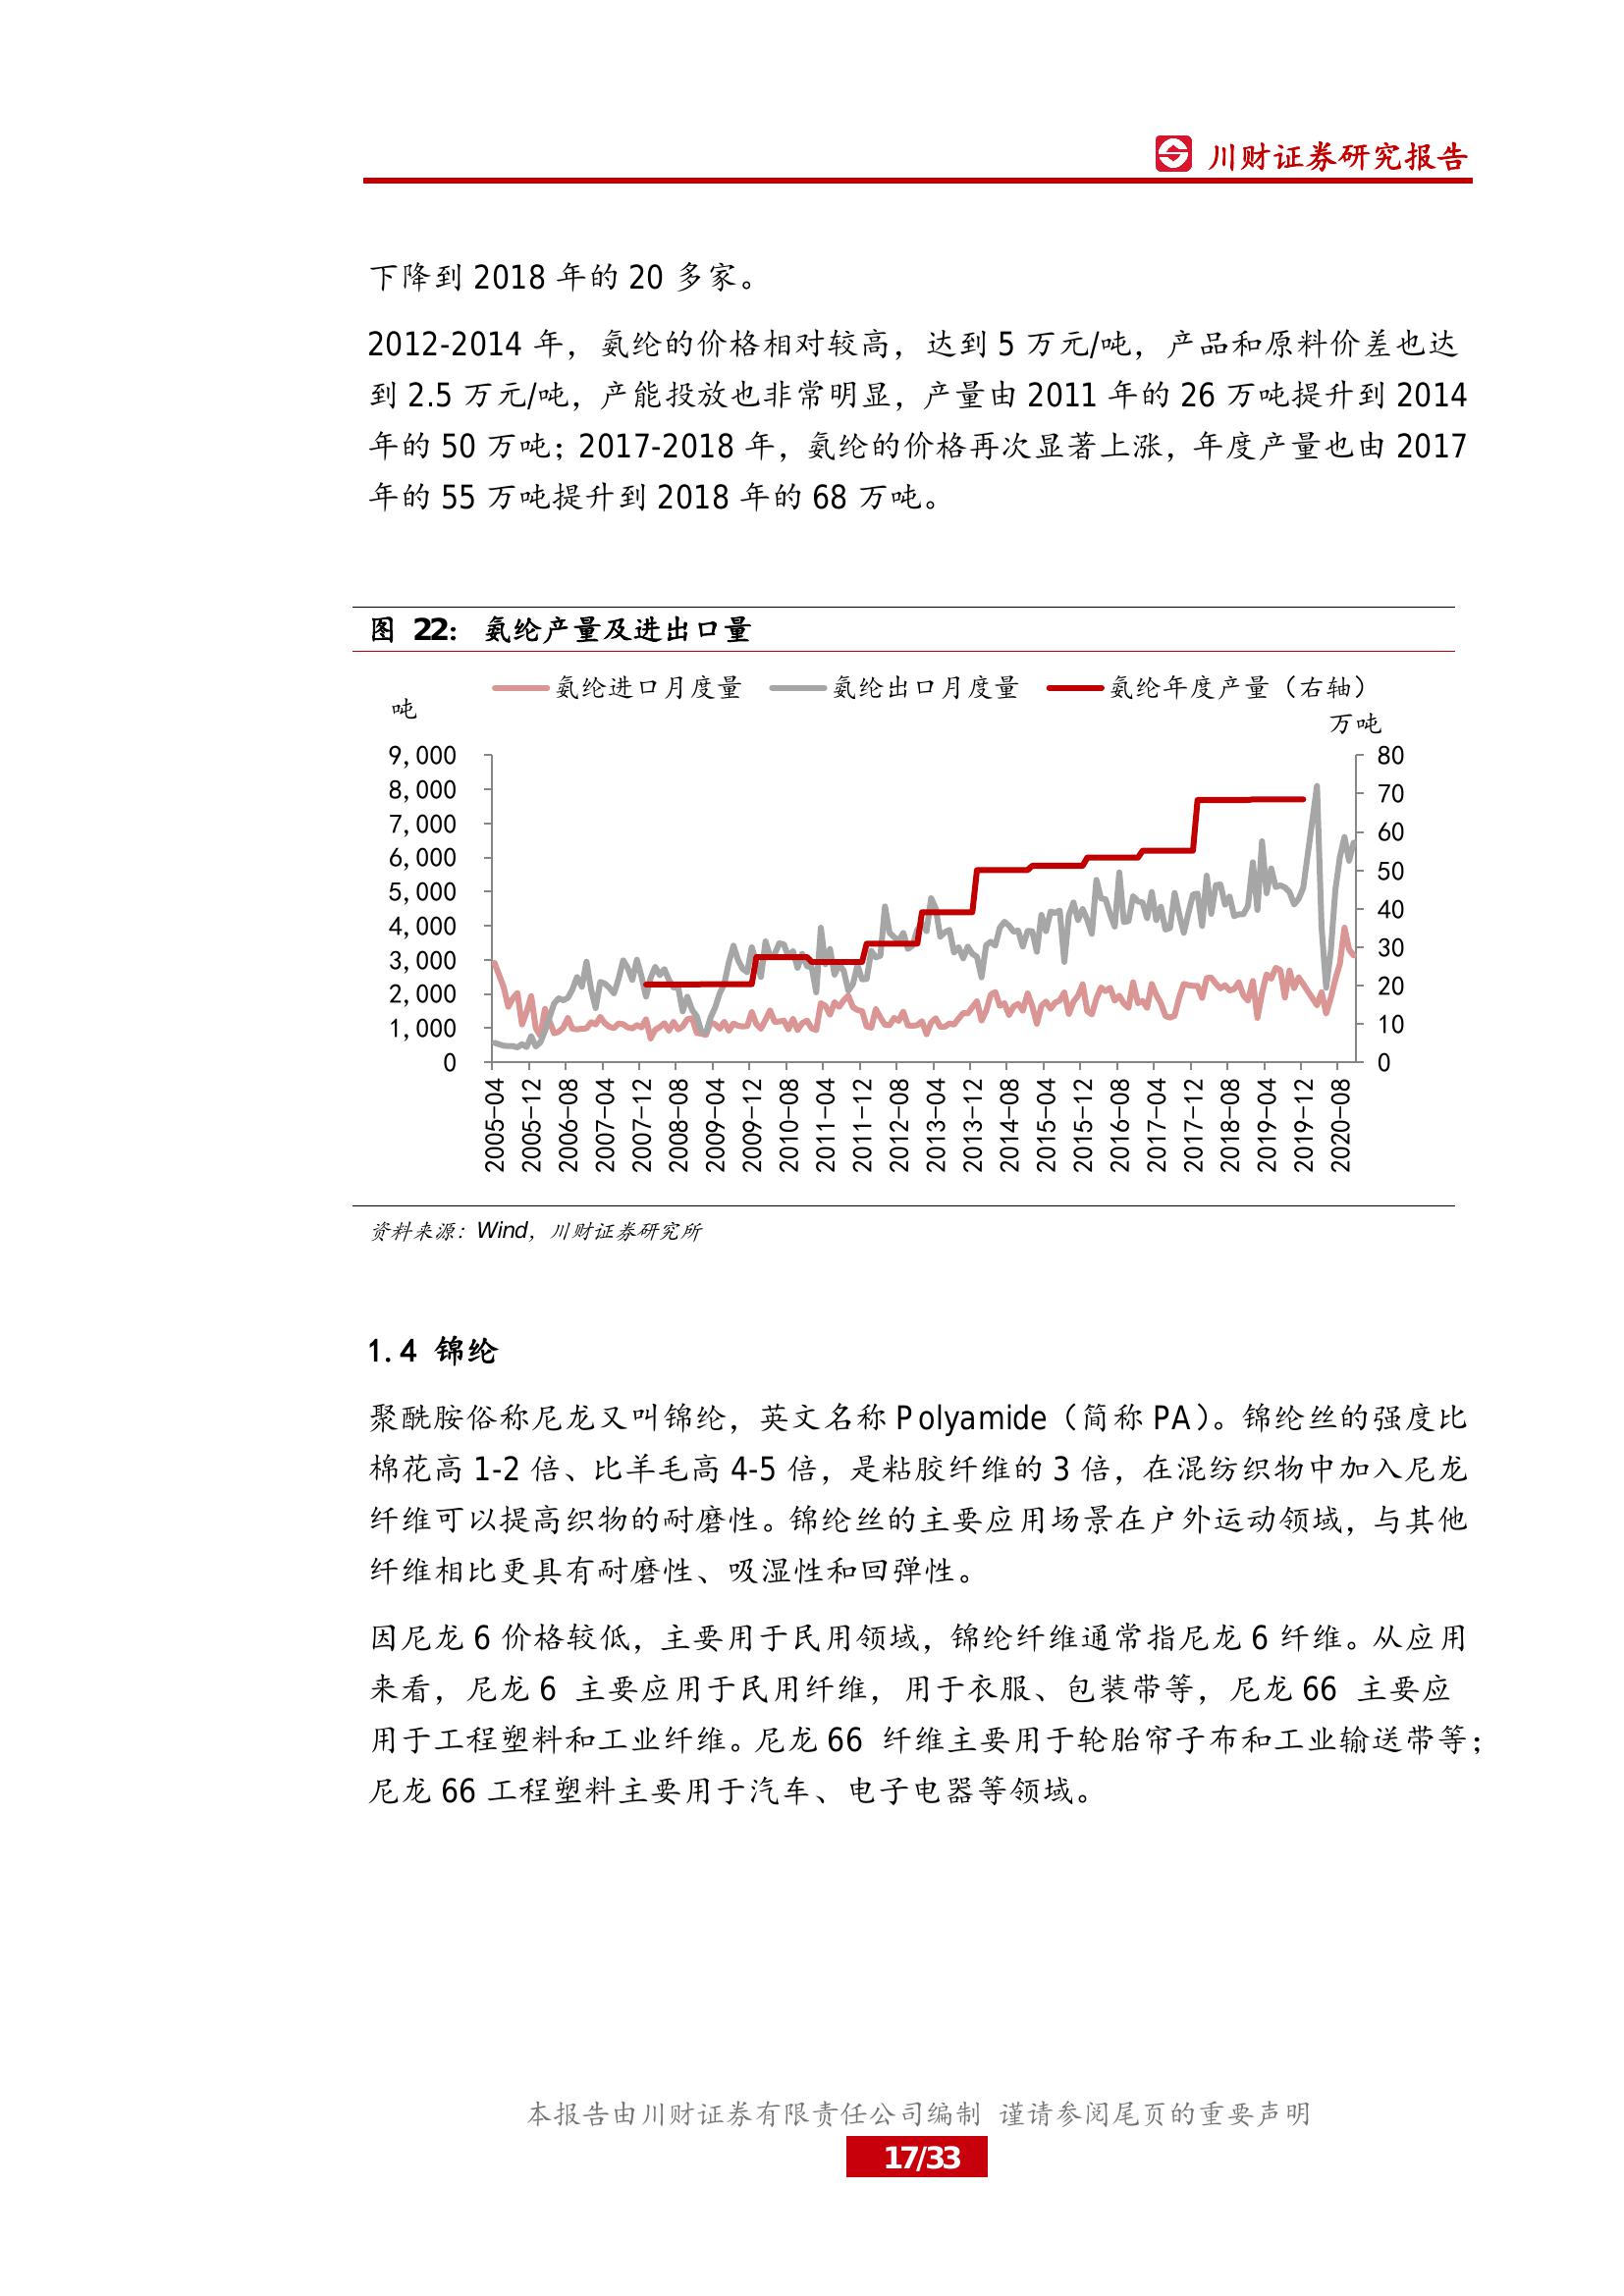 川财证券研究报告
下降到 2018 年的 20 多家。
2012-2014 年，氨纶的价格相对较高，达到 5 万元/吨，产品和原料价差也达
到 2.5 万元/吨，产能投放也非常明显，产量由 2011 年的 26 万吨提升到 2014
年的 50 万吨；2017-2018 年，氨纶的价格再次显著上涨，年度产量也由 2017
年的 55 万吨提升到 2018 年的 68 万吨。
图 22： 氨纶产量及进出口量
氨纶进口月度量 氨纶出口月度量 氨纶年度产量（右轴）
吨
万吨
9,000
8,000
7,000
6,000
5,000
4,000
3,000
2,000
1,000
0
80
70
60
50
40
30
20
10
0
2005-04
2005-12
2006-08
2007-04
2007-12
2008-08
2009-04
2009-12
2010-08
2011-04
2011-12
2012-08
2013-04
2013-12
2014-08
2015-04
2015-12
2016-08
2017-04
2017-12
2018-08
2019-04
2019-12
2020-08
资料来源：Wind，川财证券研究所
1.4 锦纶
聚酰胺俗称尼龙又叫锦纶，英文名称 Polyamide（简称 PA）。锦纶丝的强度比
棉花高 1-2 倍、比羊毛高 4-5 倍，是粘胶纤维的 3 倍，在混纺织物中加入尼龙
纤维可以提高织物的耐磨性。锦纶丝的主要应用场景在户外运动领域，与其他
纤维相比更具有耐磨性、吸湿性和回弹性。
因尼龙 6 价格较低，主要用于民用领域，锦纶纤维通常指尼龙 6 纤维。从应用
来看，尼龙 6 主要应用于民用纤维，用于衣服、包装带等，尼龙 66 主要应
用于工程塑料和工业纤维。尼龙 66 纤维主要用于轮胎帘子布和工业输送带等；
尼龙 66 工程塑料主要用于汽车、电子电器等领域。
本报告由川财证券有限责任公司编制 谨请参阅尾页的重要声明
17/33